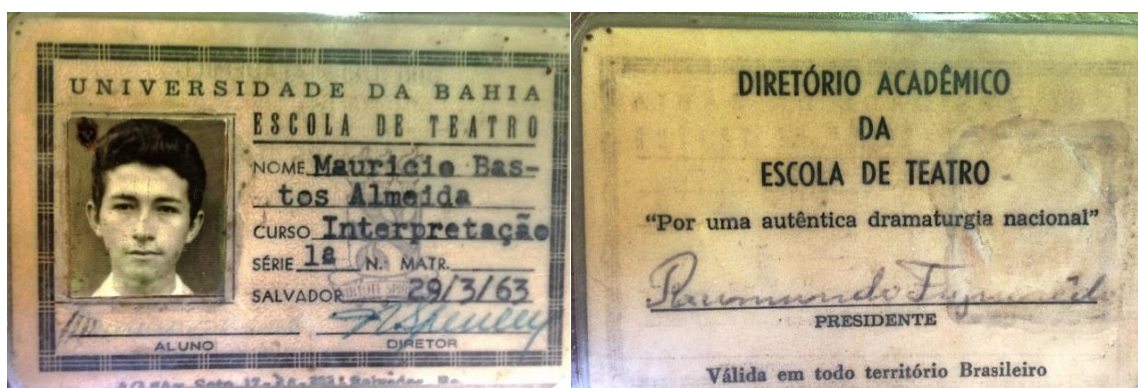 UNIVERSIDADE DA BAHIA
ESCOLA DE TEATRO
NOME Mauricio Bas-
tos Almeida
CURSO Interpretação
SÉRIE 1a N. MATR.
SALVADOR 29/3/63
ALUNO DIRETOR
DIRETÓRIO ACADÊMICO
DA
ESCOLA DE TEATRO
“Por uma autêntica dramaturgia nacional”
Raimundo
PRESIDENTE
Válida em todo território Brasileiro